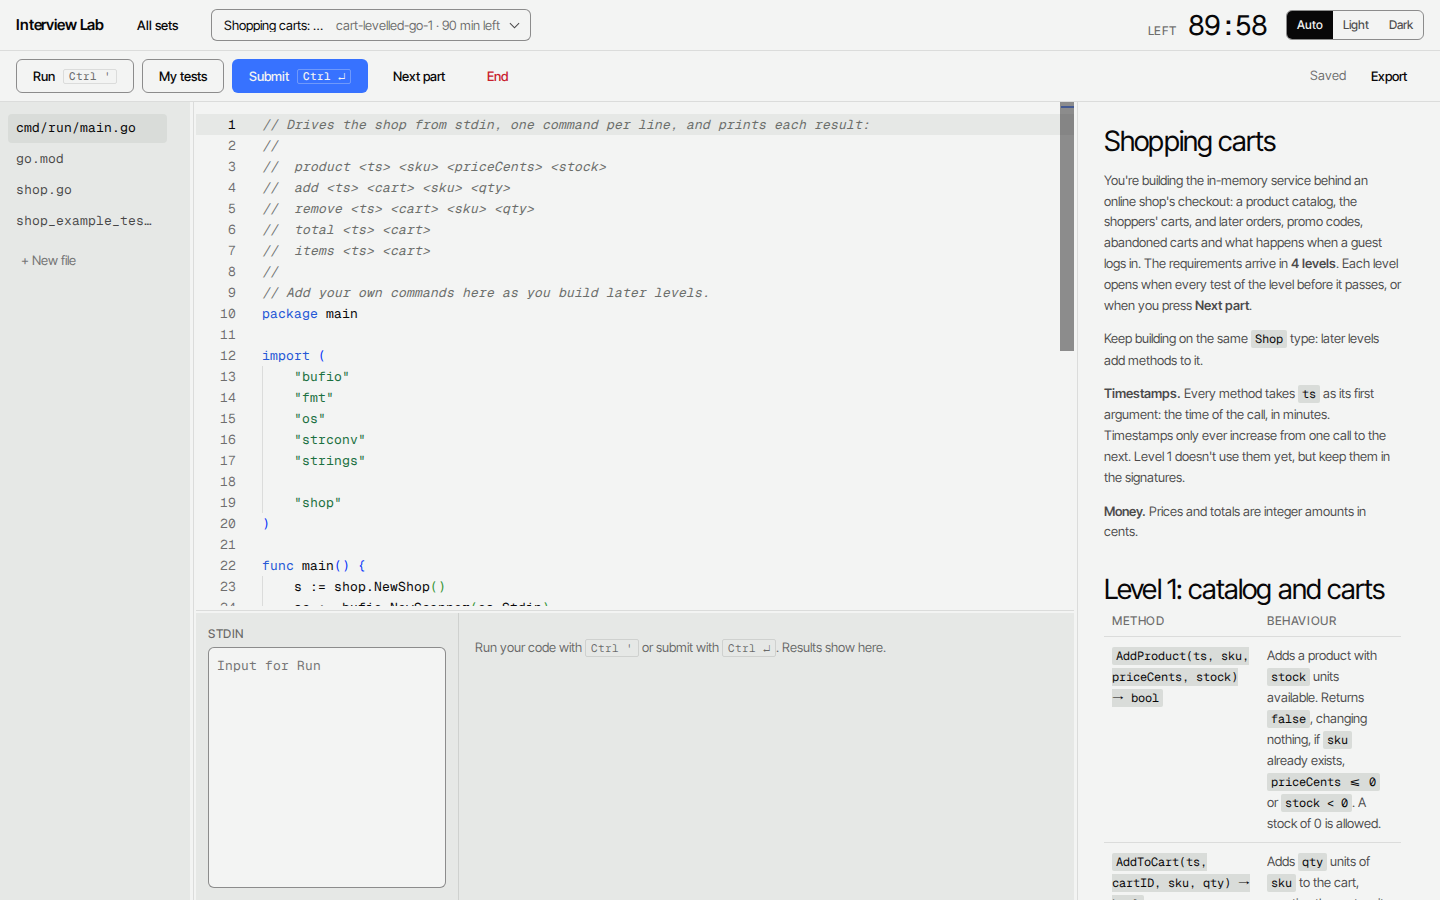 Interview Lab
All sets
Shopping carts: ... cart-levelled-go-1 · 90 min left
LEFT 89:58
Auto Light Dark
Run Ctrl '
My tests
Submit Ctrl ↵
Next part
End
Saved
Export
cmd/run/main.go
go.mod
shop.go
shop_example_tes…
+ New file
1 // Drives the shop from stdin, one command per line, and prints each result:
2 //
3 //  product <ts> <sku> <priceCents> <stock>
4 //  add <ts> <cart> <sku> <qty>
5 //  remove <ts> <cart> <sku> <qty>
6 //  total <ts> <cart>
7 //  items <ts> <cart>
8 //
9 // Add your own commands here as you build later levels.
10 package main
11
12 import (
13 "bufio"
14 "fmt"
15 "os"
16 "strconv"
17 "strings"
18
19 "shop"
20 )
21
22 func main() {
23 s := shop.NewShop()
STDIN
Input for Run
Run your code with Ctrl ' or submit with Ctrl ↵. Results show here.
Shopping carts
You're building the in-memory service behind an
online shop's checkout: a product catalog, the
shoppers' carts, and later orders, promo codes,
abandoned carts and what happens when a guest
logs in. The requirements arrive in 4 levels. Each level
opens when every test of the level before it passes, or
when you press Next part.
Keep building on the same Shop type: later levels
add methods to it.
Timestamps. Every method takes ts as its first
argument: the time of the call, in minutes.
Timestamps only ever increase from one call to the
next. Level 1 doesn't use them yet, but keep them in
the signatures.
Money. Prices and totals are integer amounts in
cents.
Level 1: catalog and carts
METHOD BEHAVIOUR
AddProduct(ts, sku,
priceCents, stock)
→ bool
Adds a product with
stock units
available. Returns
false, changing
nothing, if sku
already exists,
priceCents ≤ 0
or stock < 0. A
stock of 0 is allowed.
AddToCart(ts,
cartID, sku, qty) →
Adds qty units of
sku to the cart,